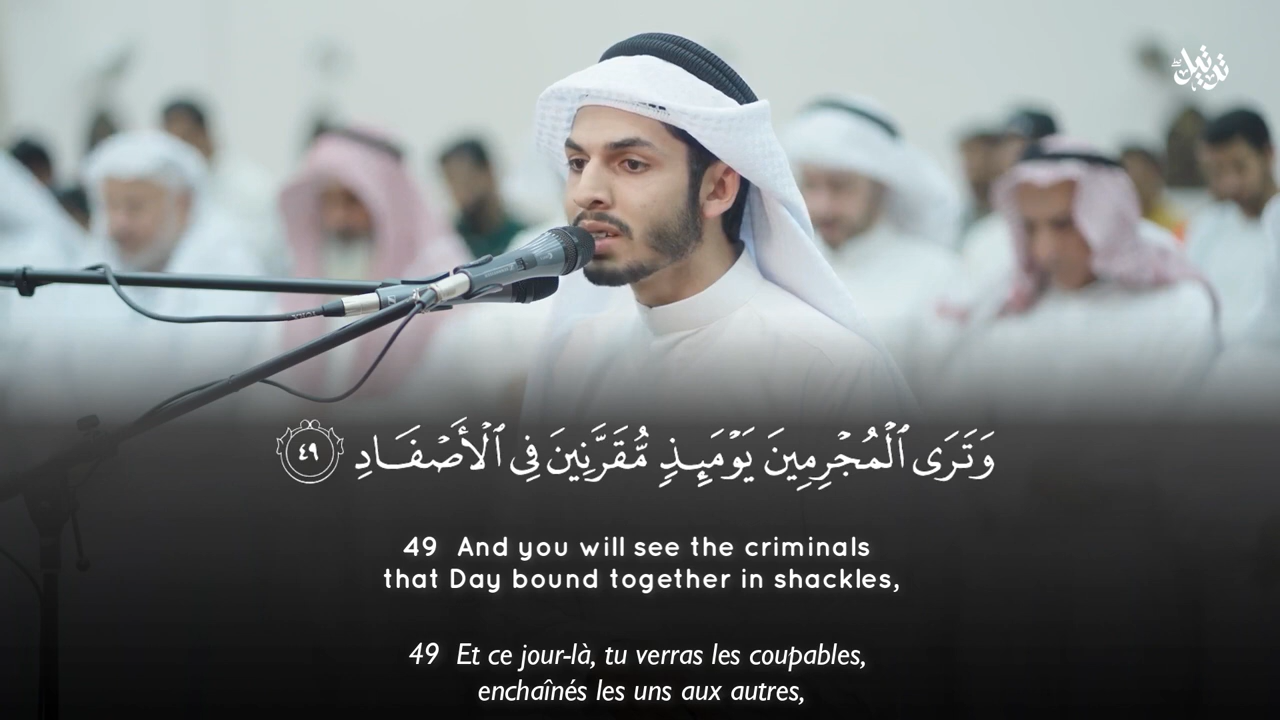 ترتيل
وَتَرَى ٱلْمُجْرِمِينَ يَوْمَئِذٍ مُّقَرَّنِينَ فِى ٱلْأَصْفَادِ ٤٩
49 And you will see the criminals
that Day bound together in shackles,
49 Et ce jour-là, tu verras les coupables,
enchaînés les uns aux autres,